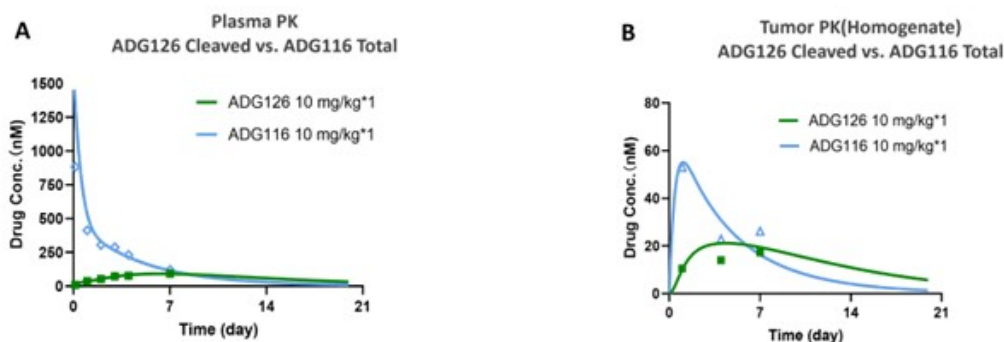 A
Plasma PK
ADG126 Cleaved vs. ADG116 Total
1500
1250
1000
750
500
250
0
Drug Conc. (nM)
ADG126 10 mg/kg*1
ADG116 10 mg/kg*1
0
7
14
21
Time (day)
B
Tumor PK(Homogenate)
ADG126 Cleaved vs. ADG116 Total
80
60
40
20
0
Drug Conc. (nM)
ADG126 10 mg/kg*1
ADG116 10 mg/kg*1
0
7
14
21
Time (day)